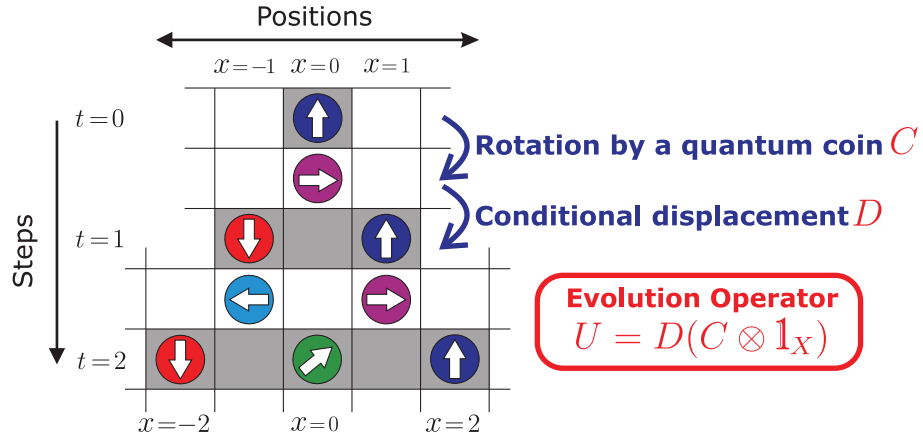 Positions
x=-1 x=0 x=1
t=0
Rotation by a quantum coin C
Conditional displacement D
t=1
Steps
Evolution Operator
U = D(C ⊗ 𝟙_X)
t=2
x=-2 x=0 x=2